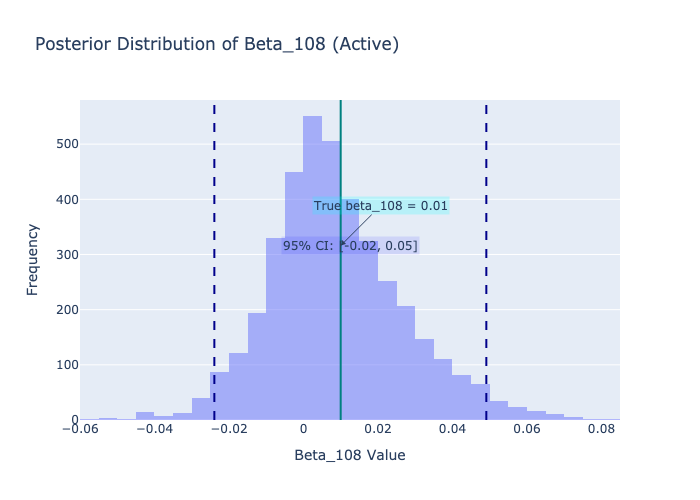 Posterior Distribution of Beta_108 (Active)
500
400
300
200
100
0
Frequency
True beta_108 = 0.01
95% CI: [-0.02, 0.05]
−0.06 −0.04 −0.02 0 0.02 0.04 0.06 0.08
Beta_108 Value